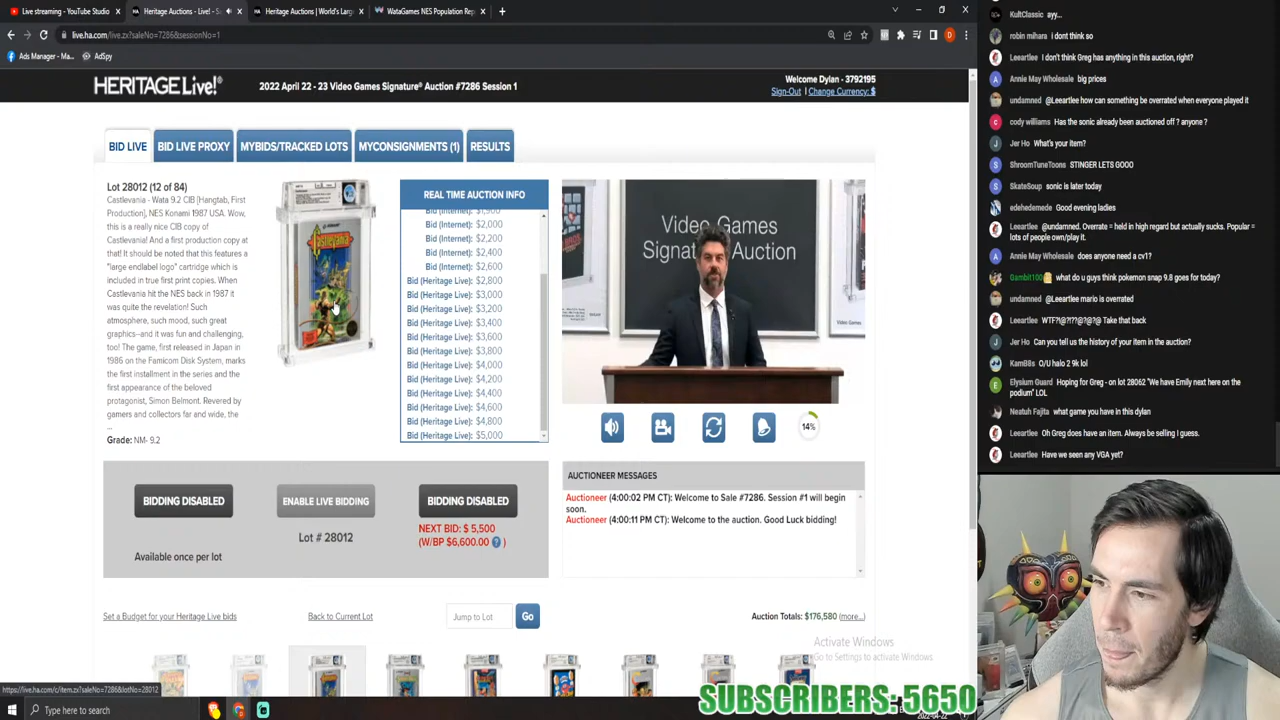 Live streaming - YouTube Studio
Heritage Auctions - Live! - S
Heritage Auctions | World's Larg
WataGames NES Population Rep
live.ha.com/live.zx?saleNo=7286&sessionNo=1
Ads Manager - Ma...
AdSpy
HERITAGE Live!®
2022 April 22 - 23 Video Games Signature® Auction #7286 Session 1
Welcome Dylan - 3792195
Sign-Out | Change Currency: $
BID LIVE
BID LIVE PROXY
MYBIDS/TRACKED LOTS
MYCONSIGNMENTS (1)
RESULTS
Lot 28012 (12 of 84)
Castlevania - Wata 9.2 CIB [Hangtab, First
Production], NES Konami 1987 USA. Wow,
this is a really nice CIB copy of
Castlevania! And a first production copy at
that! It should be noted that this features a
"large endlabel logo" cartridge which is
included in true first print copies. When
Castlevania hit the NES back in 1987 it
was quite the revelation! Such
atmosphere, such mood, such great
graphics--and it was fun and challenging,
too! The game, first released in Japan in
1986 on the Famicom Disk System, marks
the first installment in the series and the
first appearance of the beloved
protagonist, Simon Belmont. Revered by
gamers and collectors far and wide, the
..
Grade: NM- 9.2
Castlevania
REAL TIME AUCTION INFO
Bid (Internet): $1,900
Bid (Internet): $2,000
Bid (Internet): $2,200
Bid (Internet): $2,400
Bid (Internet): $2,600
Bid (Heritage Live): $2,800
Bid (Heritage Live): $3,000
Bid (Heritage Live): $3,200
Bid (Heritage Live): $3,400
Bid (Heritage Live): $3,600
Bid (Heritage Live): $3,800
Bid (Heritage Live): $4,000
Bid (Heritage Live): $4,200
Bid (Heritage Live): $4,400
Bid (Heritage Live): $4,600
Bid (Heritage Live): $4,800
Bid (Heritage Live): $5,000
Video Games
Signature Auction
Video Games
14%
BIDDING DISABLED
Available once per lot
ENABLE LIVE BIDDING
Lot # 28012
BIDDING DISABLED
NEXT BID: $ 5,500
(W/BP $6,600.00 ? )
AUCTIONEER MESSAGES
Auctioneer (4:00:02 PM CT): Welcome to Sale #7286. Session #1 will begin
soon.
Auctioneer (4:00:11 PM CT): Welcome to the auction. Good Luck bidding!
Set a Budget for your Heritage Live bids
Back to Current Lot
Jump to Lot
Go
Auction Totals: $176,580 (more...)
Activate Windows
Go to Settings to activate Windows.
https://live.ha.com/c/item.zx?saleNo=7286&lotNo=28012
Type here to search
SUBSCRIBERS: 5650
KultClassic ayy...
robin mihara i dont think so
Leeartlee I don't think Greg has anything in this auction, right?
Annie May Wholesale big prices
undamned @Leeartlee how can something be overrated when everyone played it
cody williams Has the sonic already been auctioned off ? anyone ?
Jer Ho What's your item?
ShroomTuneToons STINGER LETS GOOO
SkateSoup sonic is later today
edehedemede Good evening ladies
Leeartlee @undamned. Overrate = held in high regard but actually sucks. Popular =
lots of people own/play it.
Annie May Wholesale does anyone need a cv1?
Gambit100 what do u guys think pokemon snap 9.8 goes for today?
undamned @Leeartlee mario is overrated
Leeartlee WTF?!@?!??@?@?@ Take that back
Jer Ho Can you tell us the history of your item in the auction?
KamB8s O/U halo 2 9k lol
Elysium Guard Hoping for Greg - on lot 28062 "We have Emily next here on the
podium" LOL
Neatuh Fajita what game you have in this dylan
Leeartlee Oh Greg does have an item. Always be selling I guess.
Leeartlee Have we seen any VGA yet?